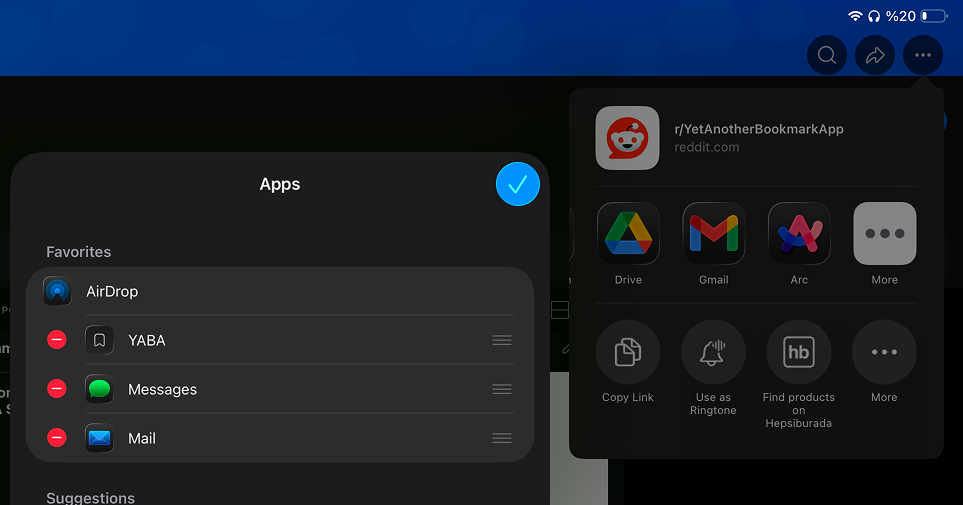 %20
r/YetAnotherBookmarkApp
reddit.com
Apps
Favorites
AirDrop
YABA
Messages
Mail
Suggestions
Drive
Gmail
Arc
More
Copy Link
Use as
Ringtone
hb
Find products
on
Hepsiburada
More